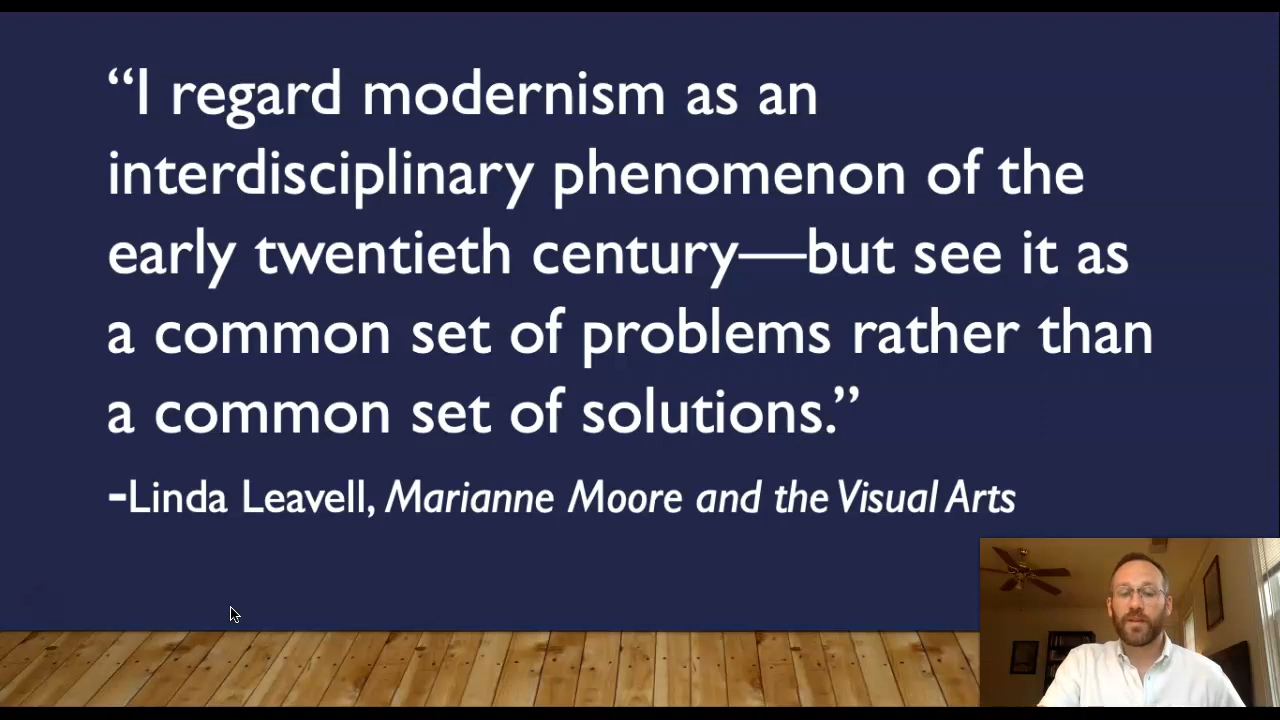 “I regard modernism as an
interdisciplinary phenomenon of the
early twentieth century—but see it as
a common set of problems rather than
a common set of solutions.”
-Linda Leavell, Marianne Moore and the Visual Arts